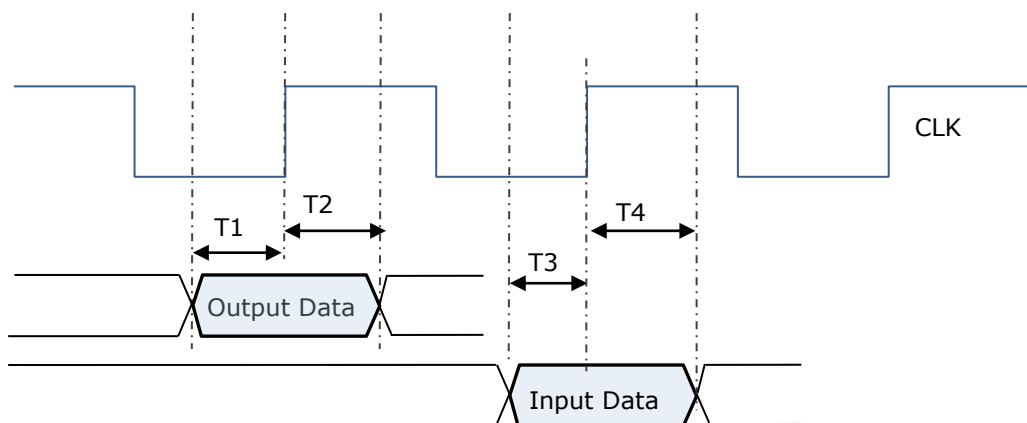 CLK
T1
T2
T3
T4
Output Data
Input Data